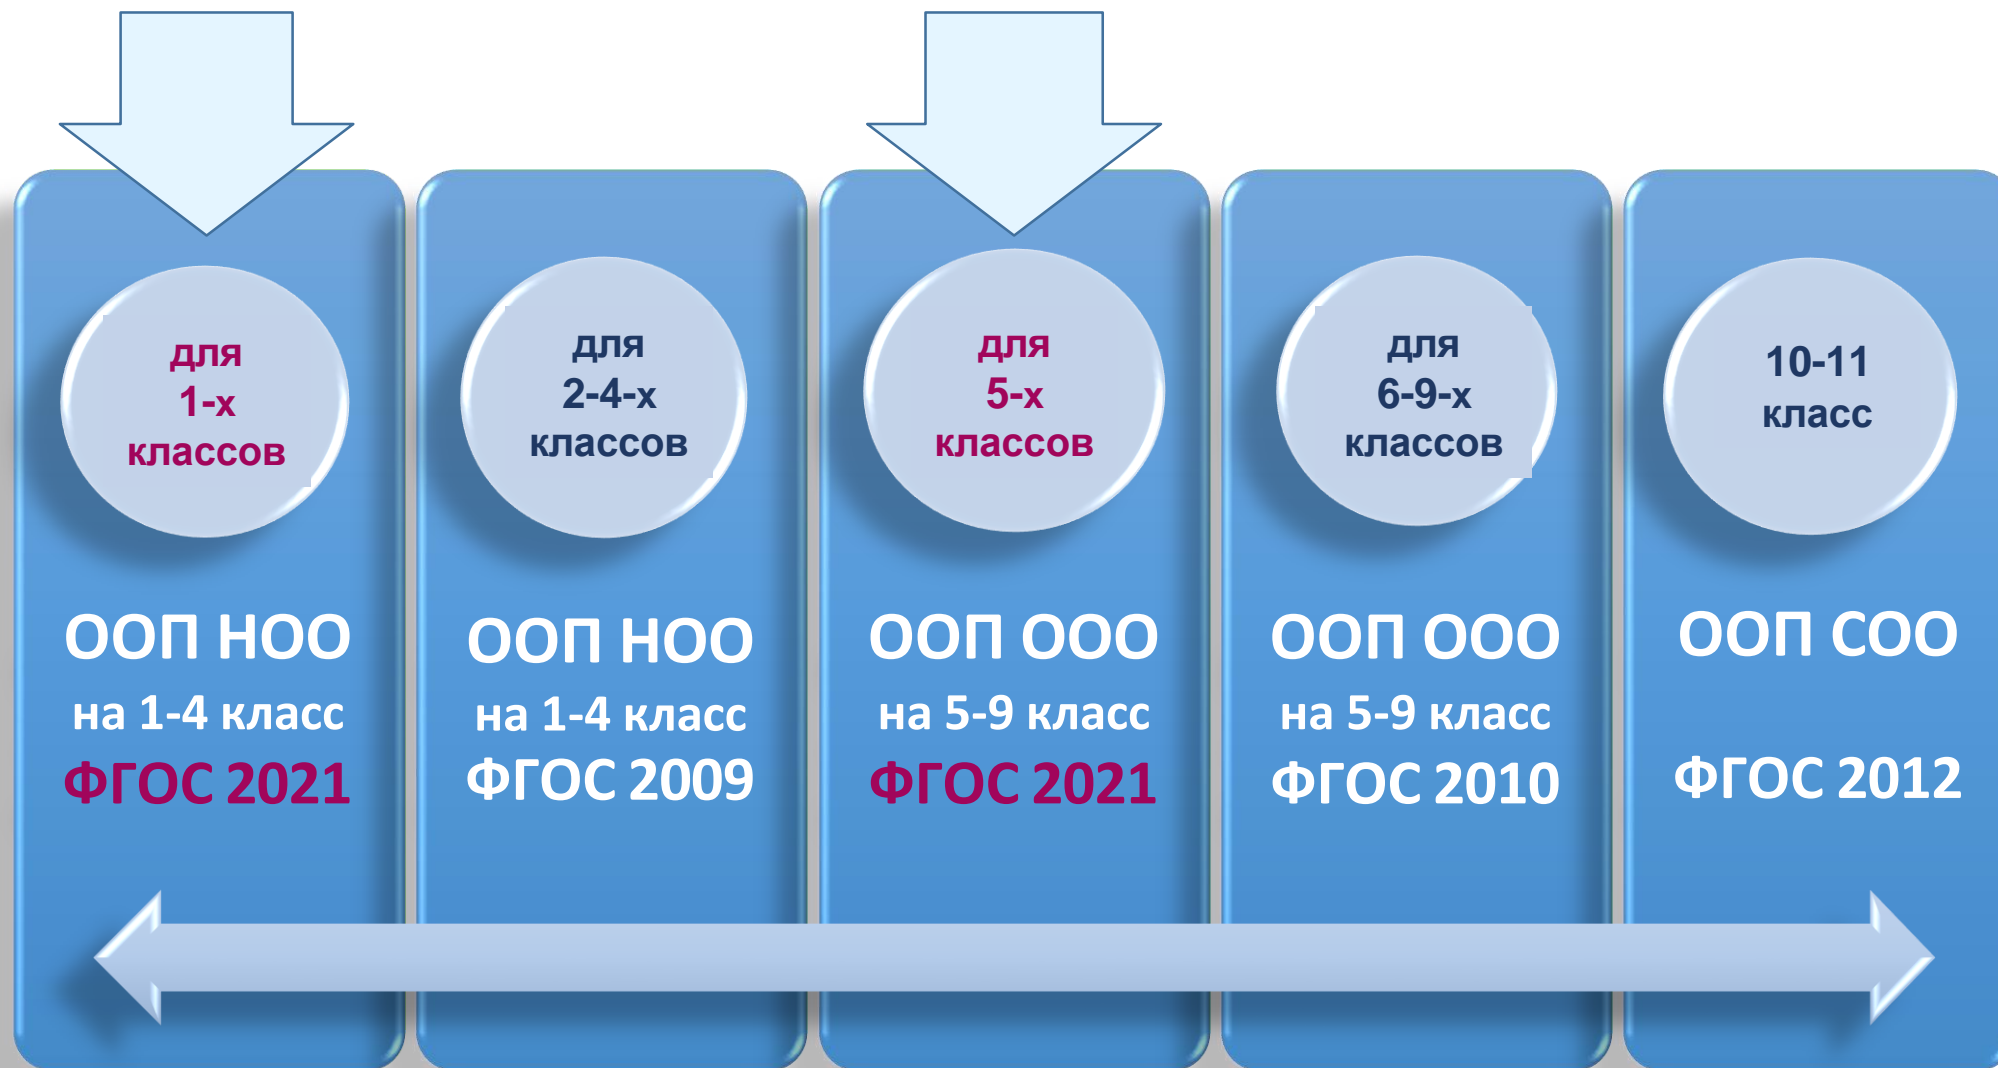 для
1-х
классов
ООП НОО
на 1-4 класс
ФГОС 2021
для
2-4-х
классов
ООП НОО
на 1-4 класс
ФГОС 2009
для
5-х
классов
ООП ООО
на 5-9 класс
ФГОС 2021
для
6-9-х
классов
ООП ООО
на 5-9 класс
ФГОС 2010
10-11
класс
ООП СОО
ФГОС 2012